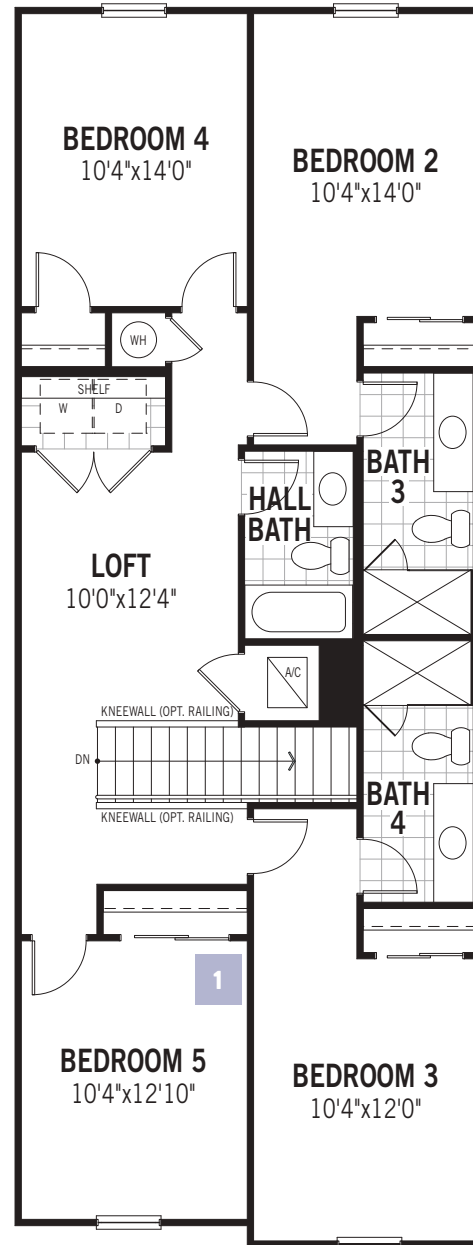 BEDROOM 4
10'4"x14'0"
BEDROOM 2
10'4"x14'0"
WH
SHELF
W D
BATH
3
HALL
BATH
LOFT
10'0"x12'4"
A/C
KNEEWALL (OPT. RAILING)
DN
KNEEWALL (OPT. RAILING)
BATH
4
1
BEDROOM 5
10'4"x12'10"
BEDROOM 3
10'4"x12'0"